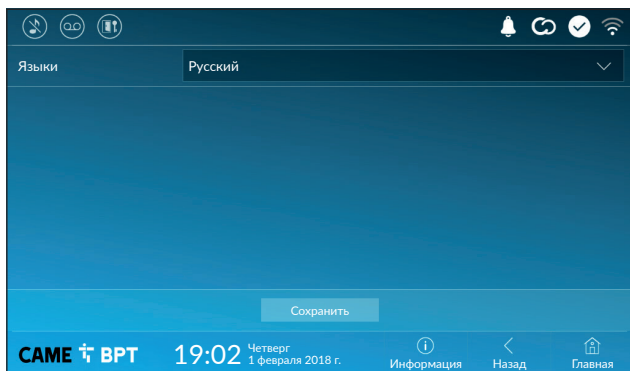 Языки
Русский
Сохранить
CAME BPT
19:02
Четверг
1 февраля 2018 г.
Информация
Назад
Главная